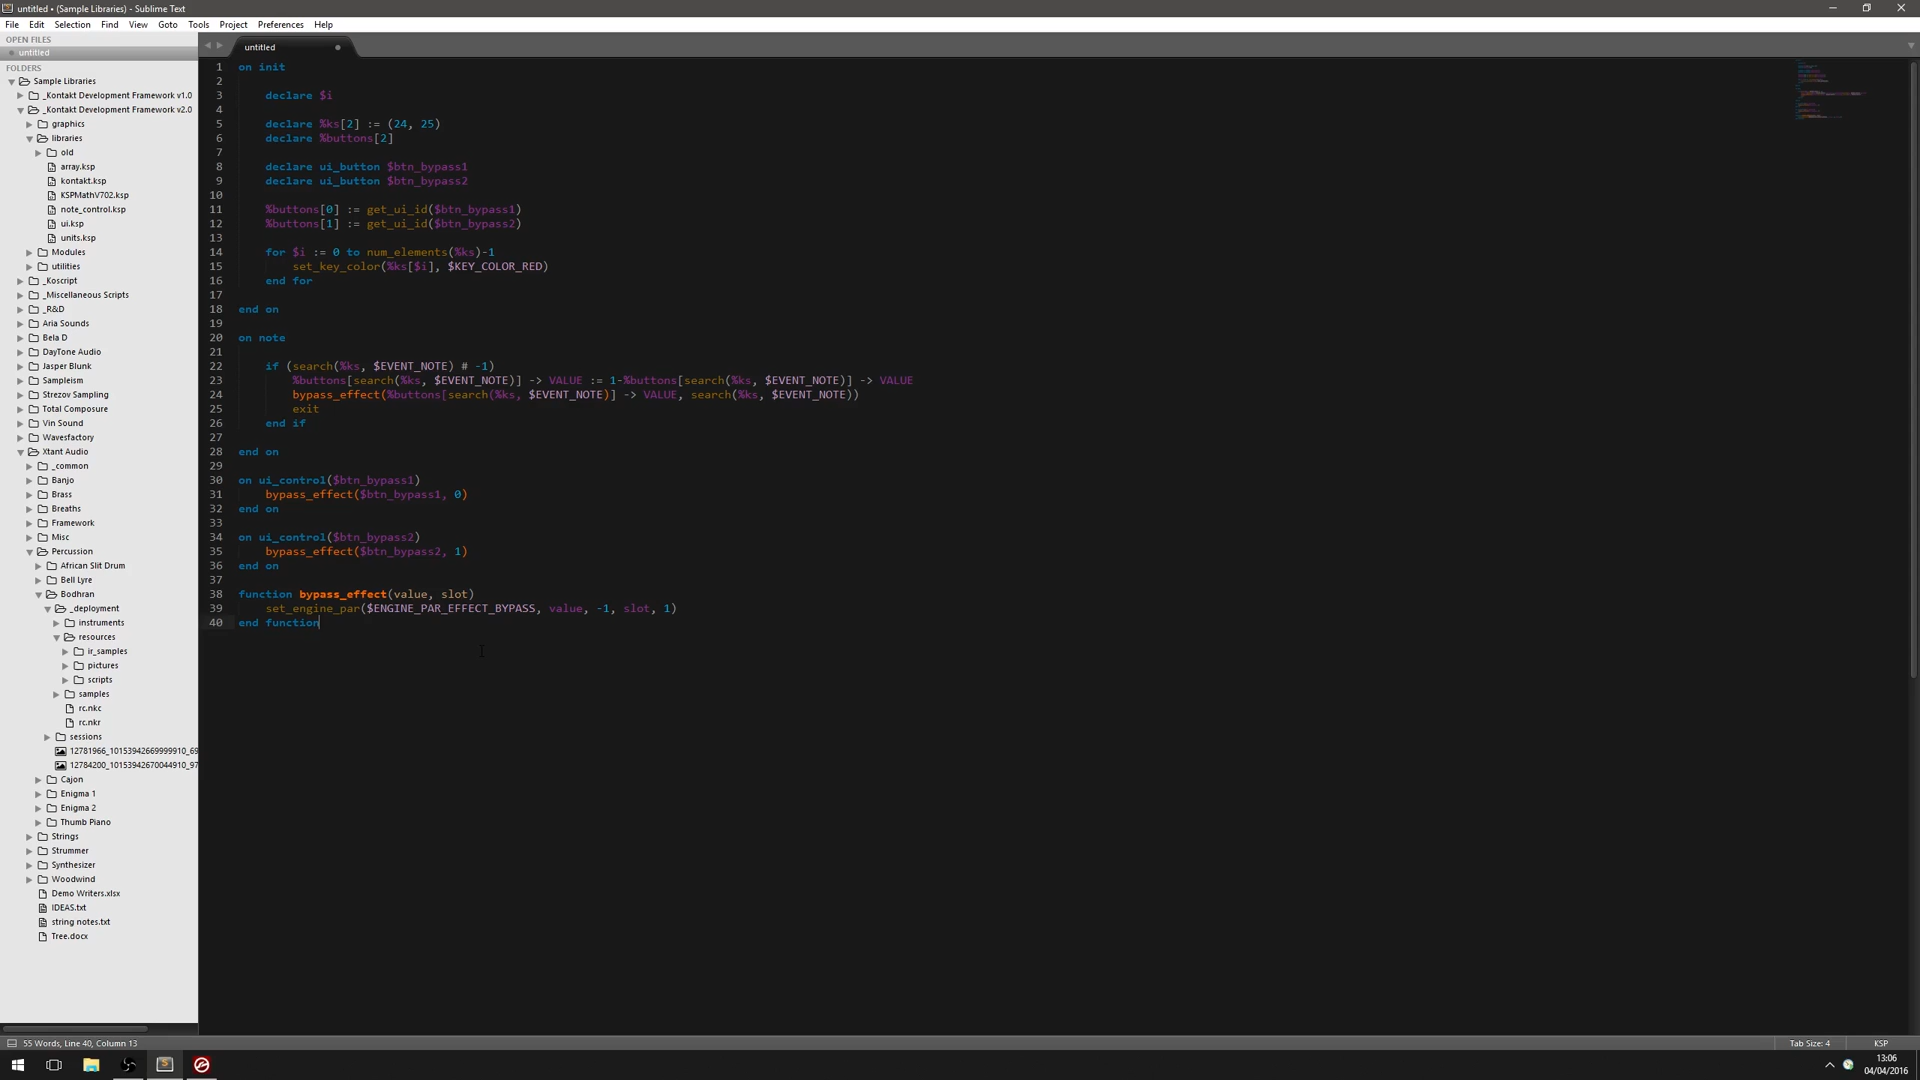 untitled • (Sample Libraries) - Sublime Text
File Edit Selection Find View Goto Tools Project Preferences Help
OPEN FILES
untitled
FOLDERS
Sample Libraries
_Kontakt Development Framework v1.0
_Kontakt Development Framework v2.0
graphics
libraries
old
array.ksp
kontakt.ksp
KSPMathV702.ksp
note_control.ksp
ui.ksp
units.ksp
Modules
utilities
_Koscript
_Miscellaneous Scripts
_R&D
Aria Sounds
Bela D
DayTone Audio
Jasper Blunk
Sampleism
Strezov Sampling
Total Composure
Vin Sound
Wavesfactory
Xtant Audio
_common
Banjo
Brass
Breaths
Framework
Misc
Percussion
African Slit Drum
Bell Lyre
Bodhran
_deployment
instruments
resources
ir_samples
pictures
scripts
samples
rc.nkc
rc.nkr
sessions
12781966_10153942669999910_69
12784200_10153942670044910_97
Cajon
Enigma 1
Enigma 2
Thumb Piano
Strings
Strummer
Synthesizer
Woodwind
Demo Writers.xlsx
IDEAS.txt
string notes.txt
Tree.docx
untitled
1 on init
2
3 declare $i
4
5 declare %ks[2] := (24, 25)
6 declare %buttons[2]
7
8 declare ui_button $btn_bypass1
9 declare ui_button $btn_bypass2
10
11 %buttons[0] := get_ui_id($btn_bypass1)
12 %buttons[1] := get_ui_id($btn_bypass2)
13
14 for $i := 0 to num_elements(%ks)-1
15 set_key_color(%ks[$i], $KEY_COLOR_RED)
16 end for
17
18 end on
19
20 on note
21
22 if (search(%ks, $EVENT_NOTE) # -1)
23 %buttons[search(%ks, $EVENT_NOTE)] -> VALUE := 1-%buttons[search(%ks, $EVENT_NOTE)] -> VALUE
24 bypass_effect(%buttons[search(%ks, $EVENT_NOTE)] -> VALUE, search(%ks, $EVENT_NOTE))
25 exit
26 end if
27
28 end on
29
30 on ui_control($btn_bypass1)
31 bypass_effect($btn_bypass1, 0)
32 end on
33
34 on ui_control($btn_bypass2)
35 bypass_effect($btn_bypass2, 1)
36 end on
37
38 function bypass_effect(value, slot)
39 set_engine_par($ENGINE_PAR_EFFECT_BYPASS, value, -1, slot, 1)
40 end function
55 Words, Line 40, Column 13
Tab Size: 4
KSP
13:06
04/04/2016